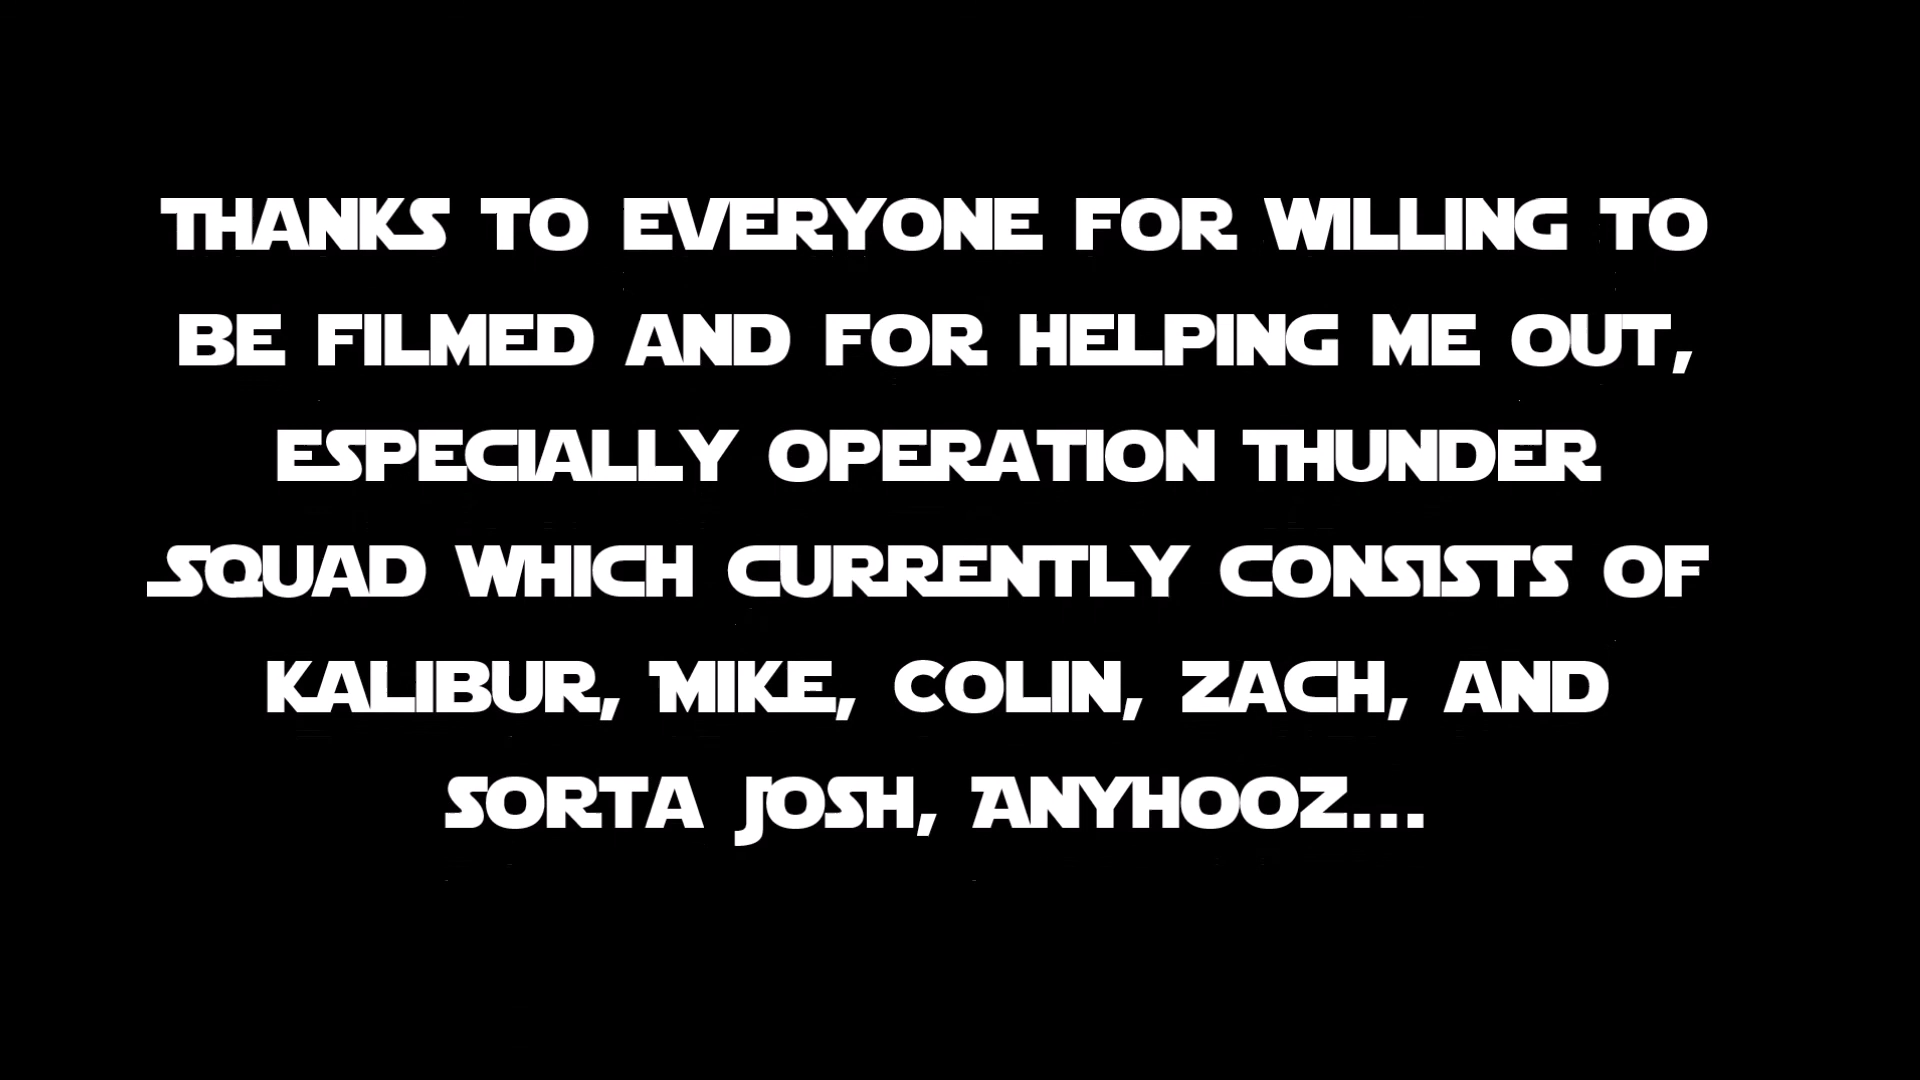 THANKS TO EVERYONE FOR WILLING TO
BE FILMED AND FOR HELPING ME OUT,
ESPECIALLY OPERATION THUNDER
SQUAD WHICH CURRENTLY CONSISTS OF
KALIBUR, MIKE, COLIN, ZACH, AND
SORTA JOSH, ANYHOOZ...